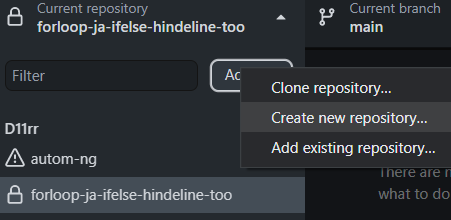 Current repository
forloop-ja-ifelse-hindeline-too
Current branch
main
Filter
Clone repository...
Create new repository...
Add existing repository...
D11rr
autom-ng
forloop-ja-ifelse-hindeline-too
There are
what to do